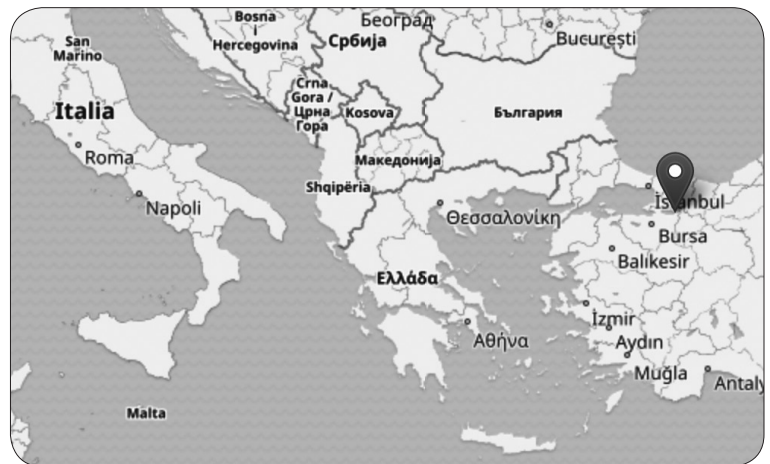 Bosna
i
Hercegovina
Београд
Србија
București
San
Marino
Italia
Crna
Gora /
Црна
Гора
Kosova
България
Roma
Македонија
Shqipëria
Napoli
Θεσσαλονίκη
İstanbul
Bursa
Balıkesir
Ελλάδα
İzmir
Αθήνα
Aydın
Muğla
Antaly
Malta